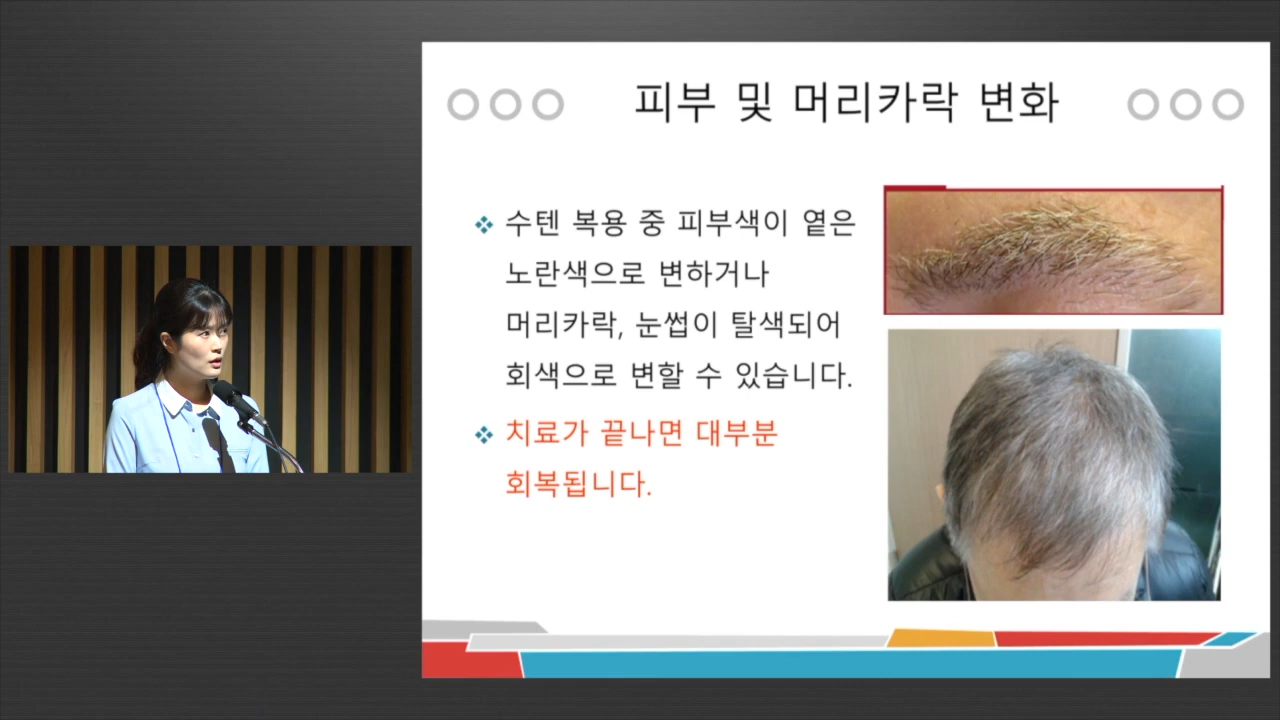 피부 및 머리카락 변화
수텐 복용 중 피부색이 옅은
노란색으로 변하거나
머리카락, 눈썹이 탈색되어
회색으로 변할 수 있습니다.
치료가 끝나면 대부분
회복됩니다.